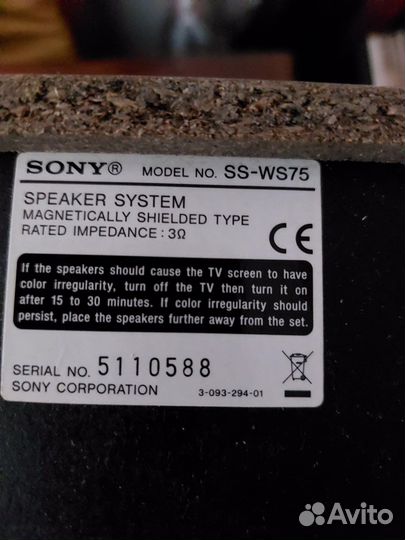 SONY® MODEL NO. SS-WS75
SPEAKER SYSTEM
MAGNETICALLY SHIELDED TYPE
RATED IMPEDANCE : 3Ω
CE
If the speakers should cause the TV screen to have
color irregularity, turn off the TV then turn it on
after 15 to 30 minutes. If color irregularity should
persist, place the speakers further away from the set.
SERIAL NO. 5110588
SONY CORPORATION 3-093-294-01
Avito